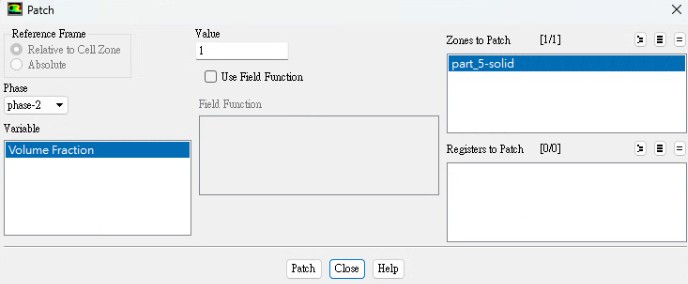 Patch
Reference Frame
Relative to Cell Zone
Absolute
Phase
phase-2
Variable
Volume Fraction
Value
1
Use Field Function
Field Function
Zones to Patch [1/1]
part_5-solid
Registers to Patch [0/0]
Patch Close Help